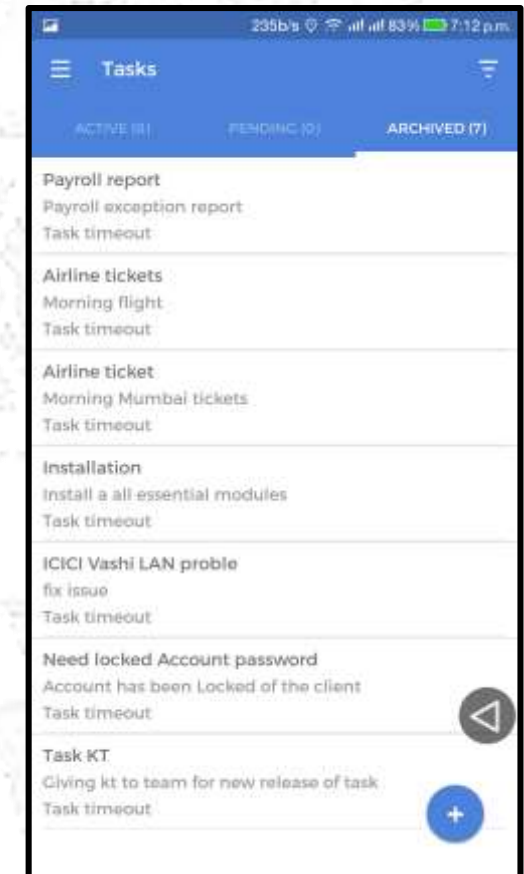 235b/s 83% 7:12 p.m.
Tasks
ACTIVE (8) PENDING (0) ARCHIVED (7)
Payroll report
Payroll exception report
Task timeout
Airline tickets
Morning flight
Task timeout
Airline ticket
Morning Mumbai tickets
Task timeout
Installation
Install a all essential modules
Task timeout
ICICI Vashi LAN proble
fix issue
Task timeout
Need locked Account password
Account has been Locked of the client
Task timeout
Task KT
Giving kt to team for new release of task
Task timeout